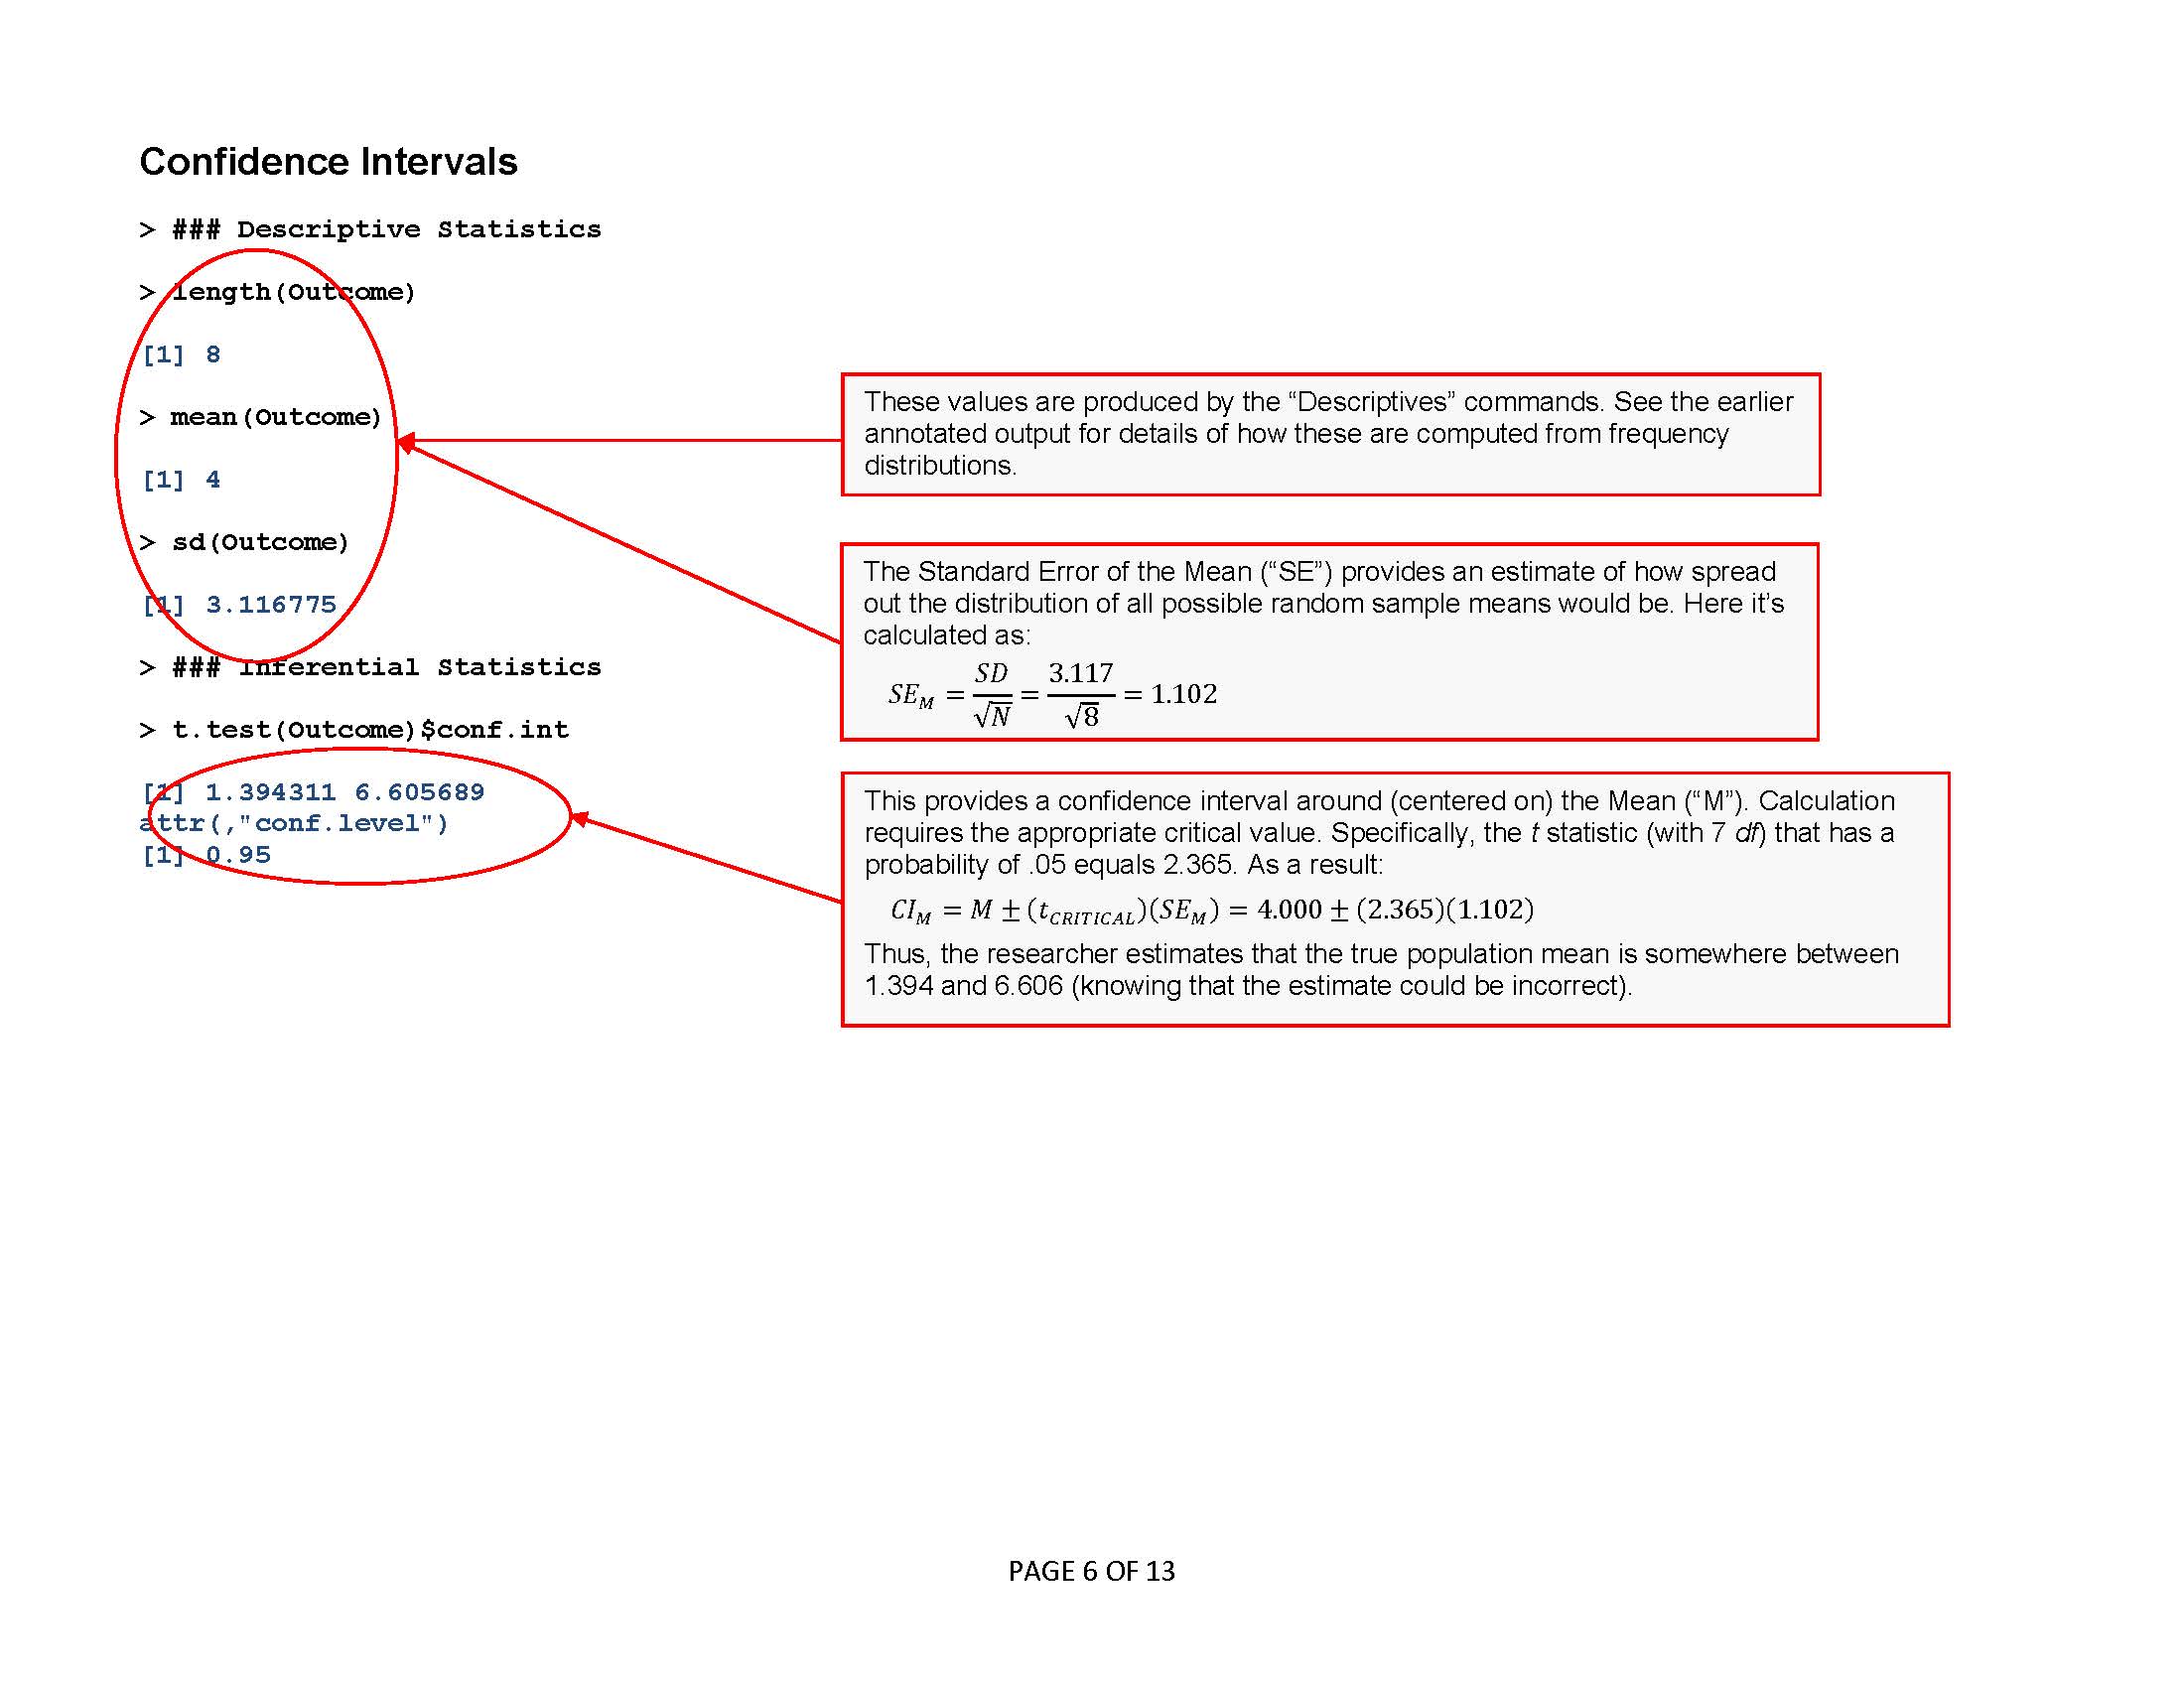 Confidence Intervals
> ### Descriptive Statistics
> length(Outcome)
[1] 8
> mean(Outcome)
[1] 4
> sd(Outcome)
[1] 3.116775
> ### Inferential Statistics
> t.test(Outcome)$conf.int
[1] 1.394311 6.605689
attr(,"conf.level")
[1] 0.95
These values are produced by the “Descriptives” commands. See the earlier
annotated output for details of how these are computed from frequency
distributions.
The Standard Error of the Mean (“SE”) provides an estimate of how spread
out the distribution of all possible random sample means would be. Here it’s
calculated as:
SE_M = SD/√N = 3.117/√8 = 1.102
This provides a confidence interval around (centered on) the Mean (“M”). Calculation
requires the appropriate critical value. Specifically, the t statistic (with 7 df) that has a
probability of .05 equals 2.365. As a result:
CI_M = M ± (t_CRITICAL)(SE_M) = 4.000 ± (2.365)(1.102)
Thus, the researcher estimates that the true population mean is somewhere between
1.394 and 6.606 (knowing that the estimate could be incorrect).
PAGE 6 OF 13